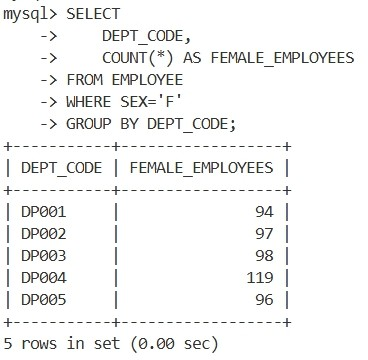 mysql> SELECT
    ->     DEPT_CODE,
    ->     COUNT(*) AS FEMALE_EMPLOYEES
    -> FROM EMPLOYEE
    -> WHERE SEX='F'
    -> GROUP BY DEPT_CODE;
+-----------+------------------+
| DEPT_CODE | FEMALE_EMPLOYEES |
+-----------+------------------+
| DP001     |               94 |
| DP002     |               97 |
| DP003     |               98 |
| DP004     |              119 |
| DP005     |               96 |
+-----------+------------------+
5 rows in set (0.00 sec)